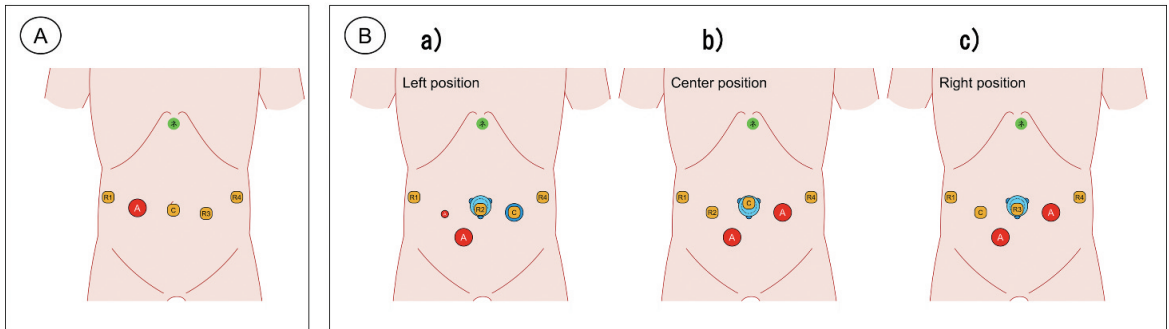 A
R1
A
C
R3
R4
B
a)
Left position
R1
A
R2
C
R4
A
b)
Center position
R1
R2
C
A
R4
A
c)
Right position
R1
C
R3
A
R4
A